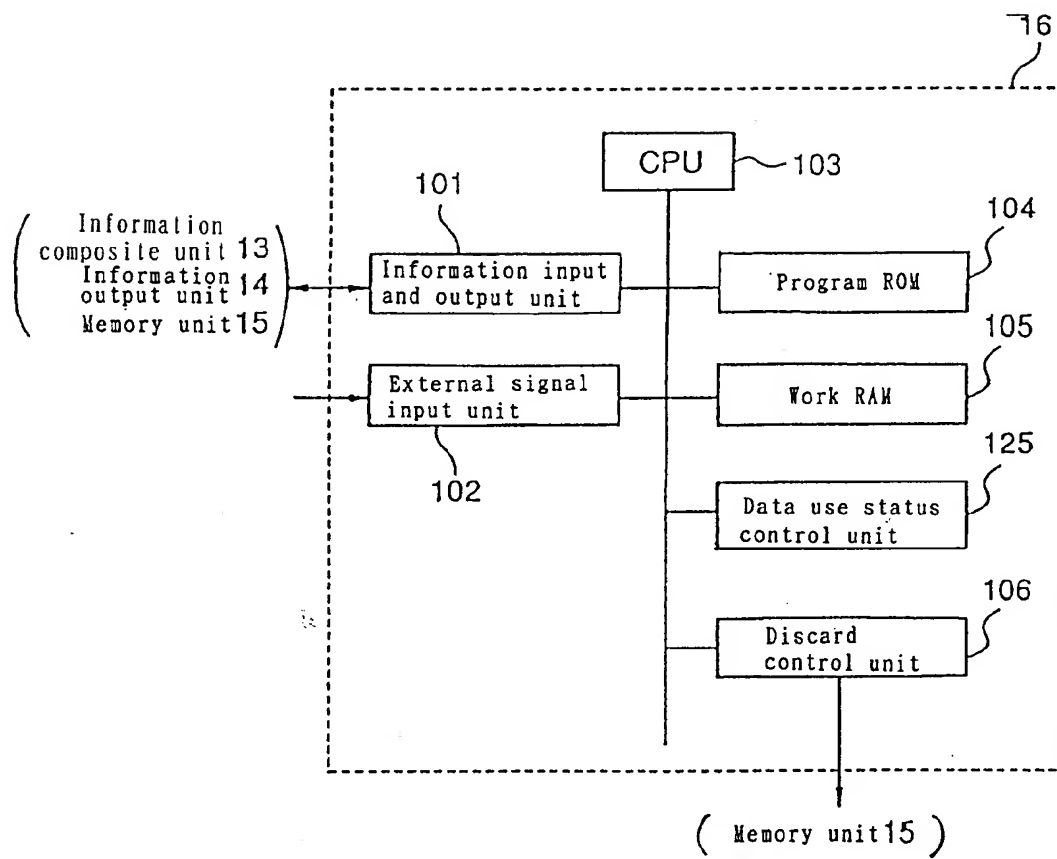 16
CPU
103
101
104
Information
composite unit 13
Information
output unit 14
Memory unit 15
Information input
and output unit
Program ROM
105
External signal
input unit
Work RAM
102
125
Data use status
control unit
106
Discard
control unit
( Memory unit 15 )